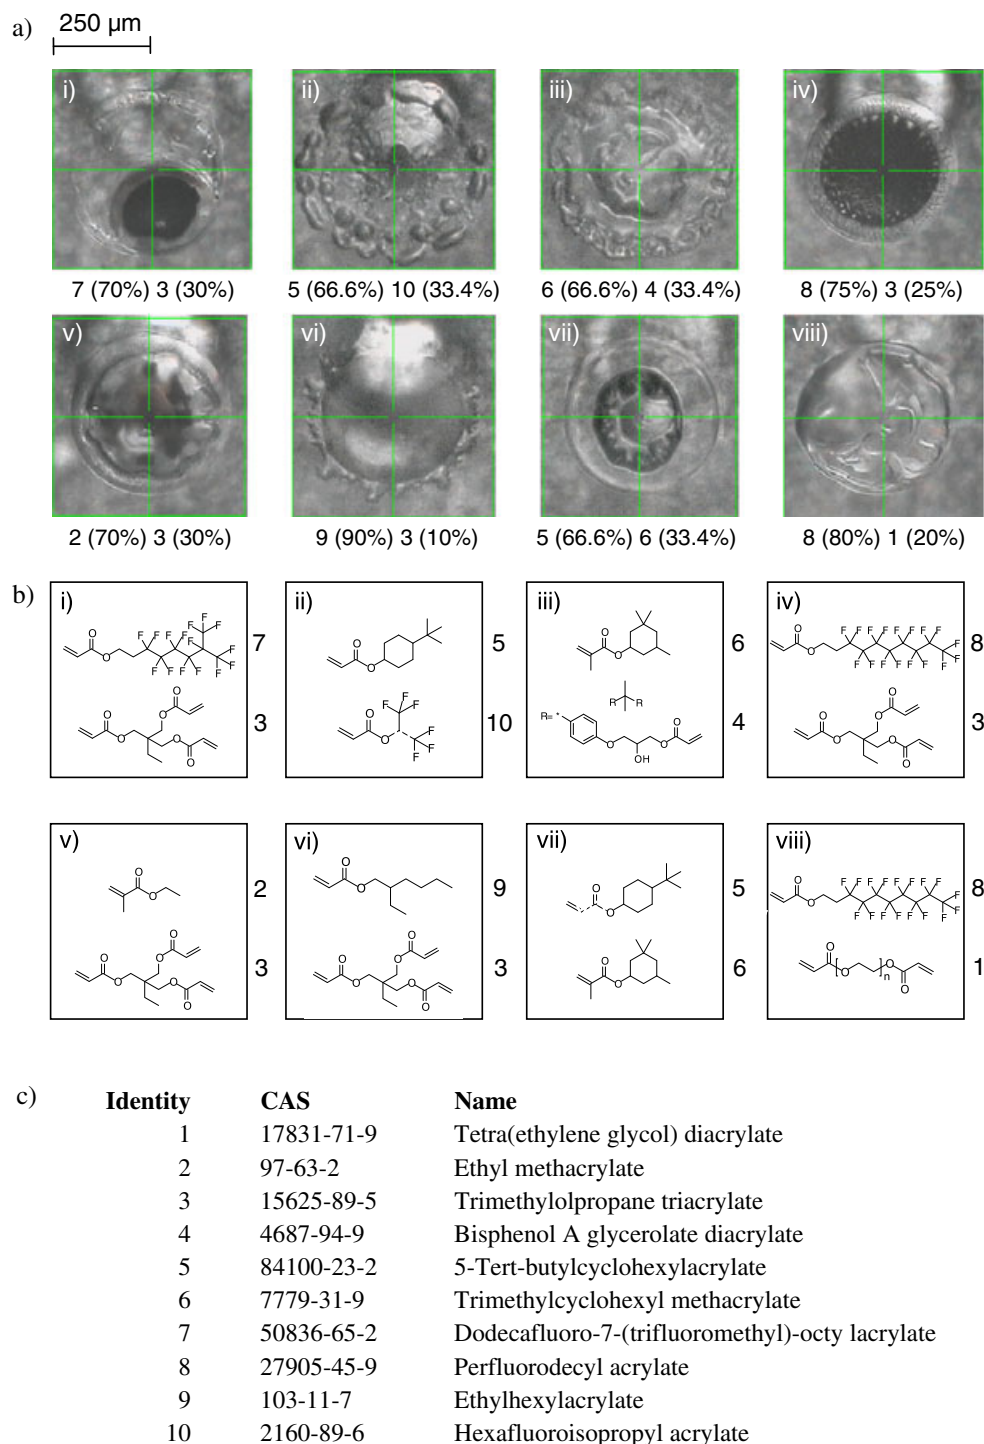 a)
250 µm
i)
ii)
iii)
iv)
7 (70%) 3 (30%)
5 (66.6%) 10 (33.4%)
6 (66.6%) 4 (33.4%)
8 (75%) 3 (25%)
v)
vi)
vii)
viii)
2 (70%) 3 (30%)
9 (90%) 3 (10%)
5 (66.6%) 6 (33.4%)
8 (80%) 1 (20%)
b)
i)
7
3
ii)
5
10
iii)
6
R R
R= *
OH
4
iv)
8
3
v)
2
3
vi)
9
3
vii)
5
6
viii)
8
n
1
c)
Identity CAS Name
1 17831-71-9 Tetra(ethylene glycol) diacrylate
2 97-63-2 Ethyl methacrylate
3 15625-89-5 Trimethylolpropane triacrylate
4 4687-94-9 Bisphenol A glycerolate diacrylate
5 84100-23-2 5-Tert-butylcyclohexylacrylate
6 7779-31-9 Trimethylcyclohexyl methacrylate
7 50836-65-2 Dodecafluoro-7-(trifluoromethyl)-octy lacrylate
8 27905-45-9 Perfluorodecyl acrylate
9 103-11-7 Ethylhexylacrylate
10 2160-89-6 Hexafluoroisopropyl acrylate